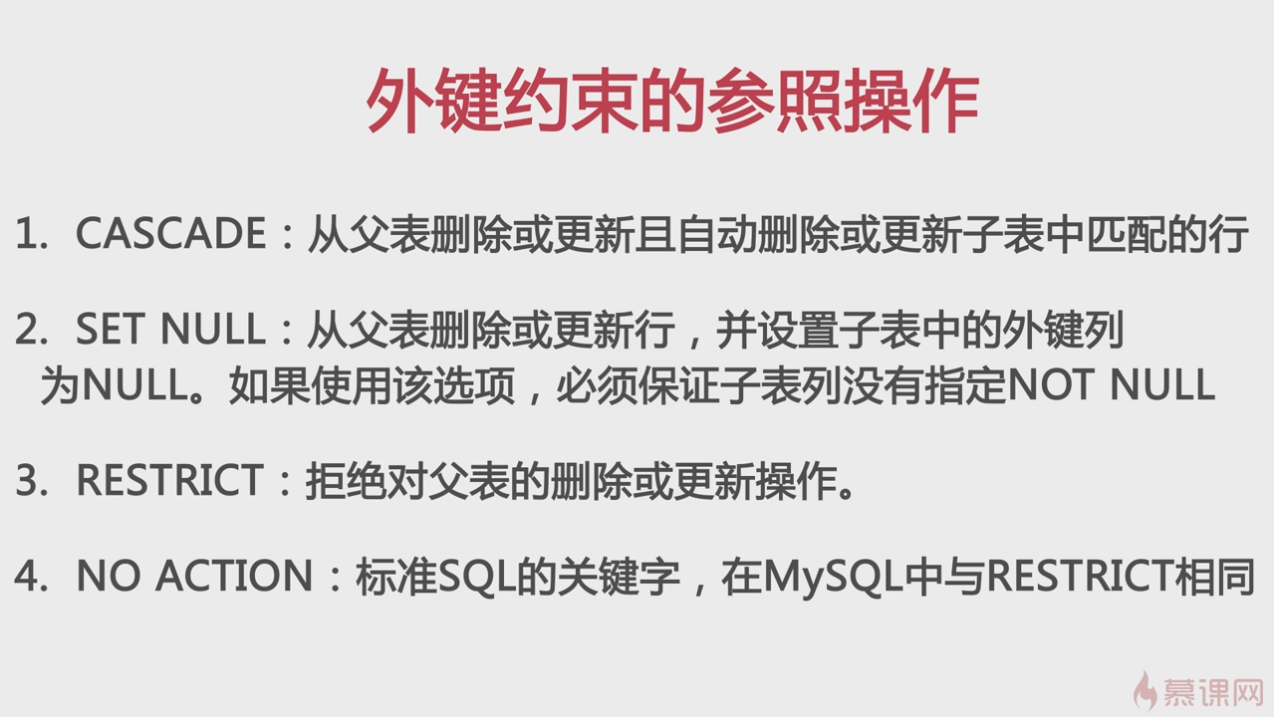 外键约束的参照操作
1. CASCADE：从父表删除或更新且自动删除或更新子表中匹配的行
2. SET NULL：从父表删除或更新行，并设置子表中的外键列
为NULL。如果使用该选项，必须保证子表列没有指定NOT NULL
3. RESTRICT：拒绝对父表的删除或更新操作。
4. NO ACTION：标准SQL的关键字，在MySQL中与RESTRICT相同
慕课网